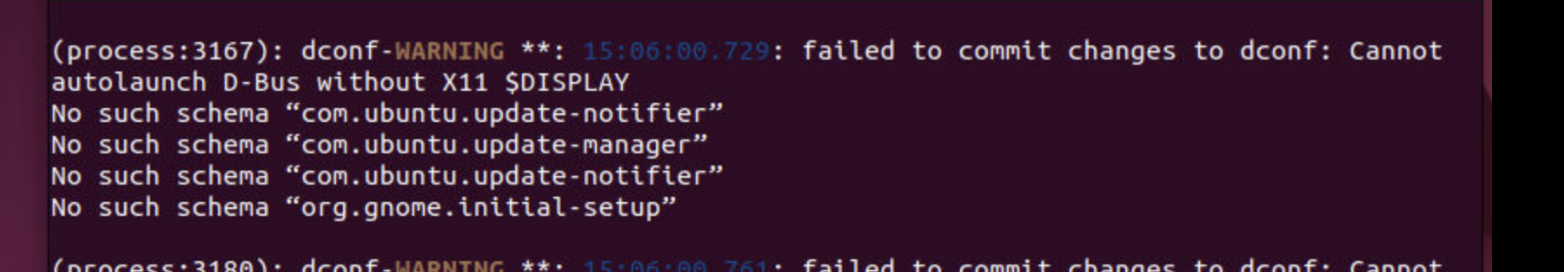 (process:3167): dconf-WARNING **: 15:06:00.729: failed to commit changes to dconf: Cannot
autolaunch D-Bus without X11 $DISPLAY
No such schema “com.ubuntu.update-notifier”
No such schema “com.ubuntu.update-manager”
No such schema “com.ubuntu.update-notifier”
No such schema “org.gnome.initial-setup”
(process:3180): dconf-WARNING **: 15:06:00.761: failed to commit changes to dconf: Cannot